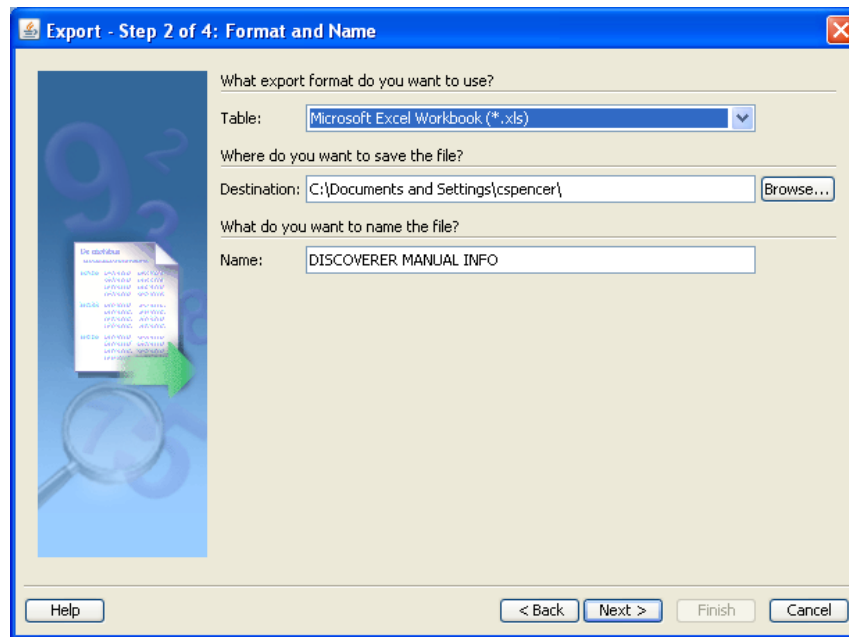 Export - Step 2 of 4: Format and Name
What export format do you want to use?
Table: Microsoft Excel Workbook (*.xls)
Where do you want to save the file?
Destination: C:\Documents and Settings\cspencer\ Browse...
What do you want to name the file?
Name: DISCOVERER MANUAL INFO
Help < Back Next > Finish Cancel